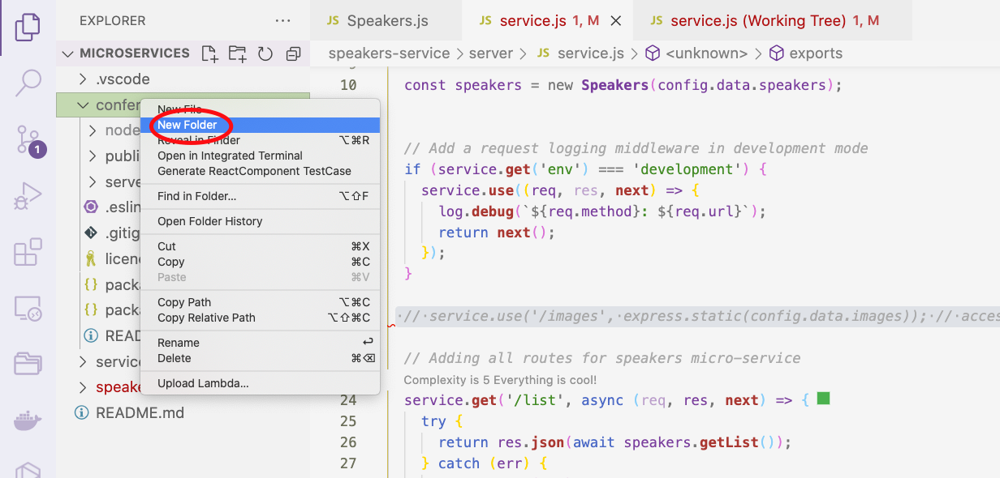 EXPLORER
...
JS Speakers.js
JS service.js 1, M
JS service.js (Working Tree) 1, M
MICROSERVICES
speakers-service > server > JS service.js > <unknown> > exports
.vscode
confer
node
publi
serve
.eslin
.gitig
licenc
{} packa
{} packa
READ
service
speake
README.md
1
New File
New Folder
Reveal in Finder ⌥⌘R
Open in Integrated Terminal
Generate ReactComponent TestCase
Find in Folder... ⌥⇧F
Open Folder History
Cut ⌘X
Copy ⌘C
Paste ⌘V
Copy Path ⌥⌘C
Copy Relative Path ⌥⇧⌘C
Rename ↩
Delete ⌘⌫
Upload Lambda...
10 const speakers = new Speakers(config.data.speakers);
// Add a request logging middleware in development mode
if (service.get('env') === 'development') {
service.use((req, res, next) => {
log.debug(`${req.method}: ${req.url}`);
return next();
});
}
// service.use('/images', express.static(config.data.images)); // acces
// Adding all routes for speakers micro-service
Complexity is 5 Everything is cool!
24 service.get('/list', async (req, res, next) => {
25 try {
26 return res.json(await speakers.getList());
27 } catch (err) {